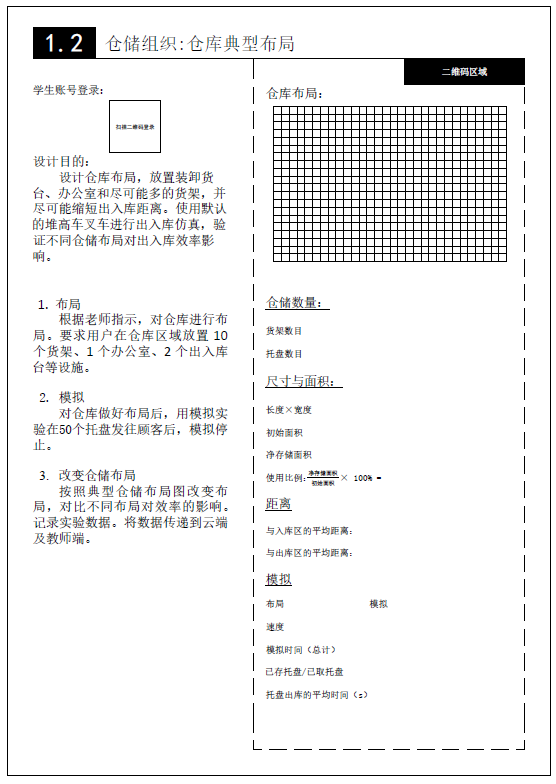 1.2 仓储组织:仓库典型布局
二维码区域
学生账号登录:
扫描二维码登录
设计目的:
设计仓库布局，放置装卸货
台、办公室和尽可能多的货架，并
尽可能缩短出入库距离。使用默认
的堆高车叉车进行出入库仿真，验
证不同仓储布局对出入库效率影
响。
1. 布局
根据老师指示，对仓库进行布
局。要求用户在仓库区域放置 10
个货架、1 个办公室、2 个出入库
台等设施。
2. 模拟
对仓库做好布局后，用模拟实
验在50个托盘发往顾客后，模拟停
止。
3. 改变仓储布局
按照典型仓储布局图改变布
局，对比不同布局对效率的影响。
记录实验数据。将数据传递到云端
及教师端。
仓库布局:
仓储数量:
货架数目
托盘数目
尺寸与面积:
长度×宽度
初始面积
净存储面积
使用比例:净存储面积/初始面积× 100% =
距离
与入库区的平均距离:
与出库区的平均距离:
模拟
布局 模拟
速度
模拟时间（总计）
已存托盘/已取托盘
托盘出库的平均时间（s）